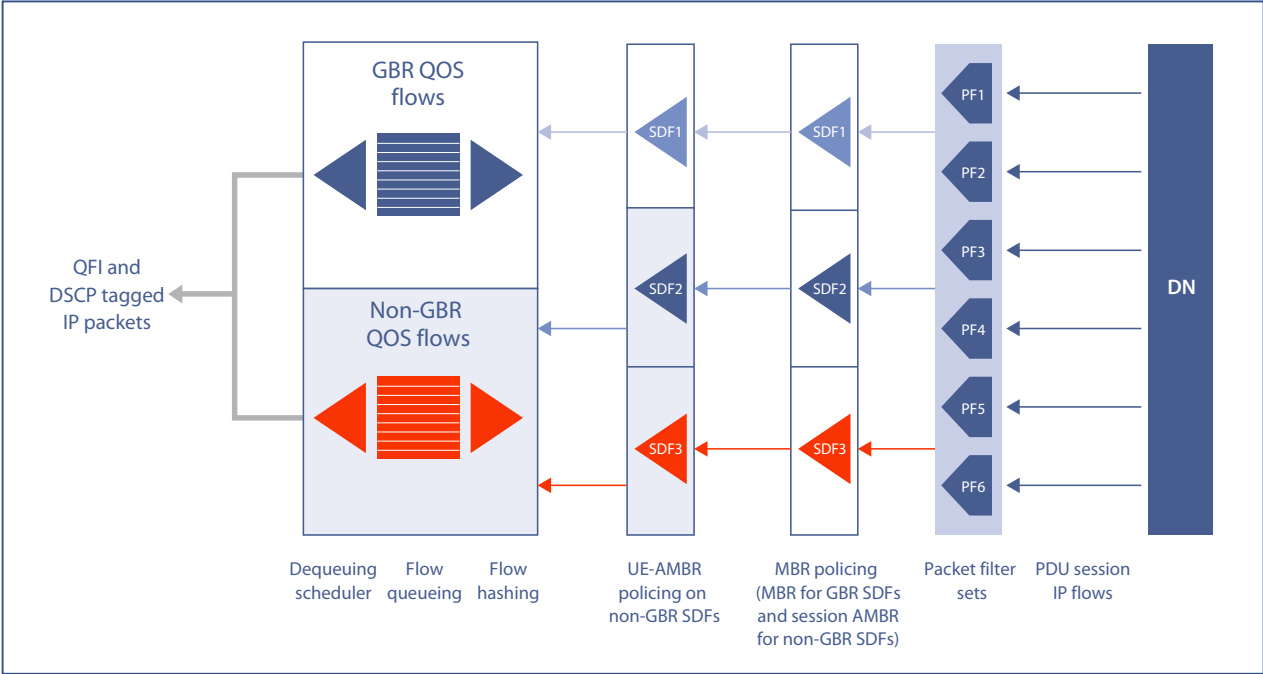 GBR QOS
flows
Non-GBR
QOS flows
QFI and
DSCP tagged
IP packets
SDF1
SDF2
SDF3
SDF1
SDF2
SDF3
PF1
PF2
PF3
PF4
PF5
PF6
DN
Dequeuing
scheduler
Flow
queueing
Flow
hashing
UE-AMBR
policing on
non-GBR SDFs
MBR policing
(MBR for GBR SDFs
and session AMBR
for non-GBR SDFs)
Packet filter
sets
PDU session
IP flows